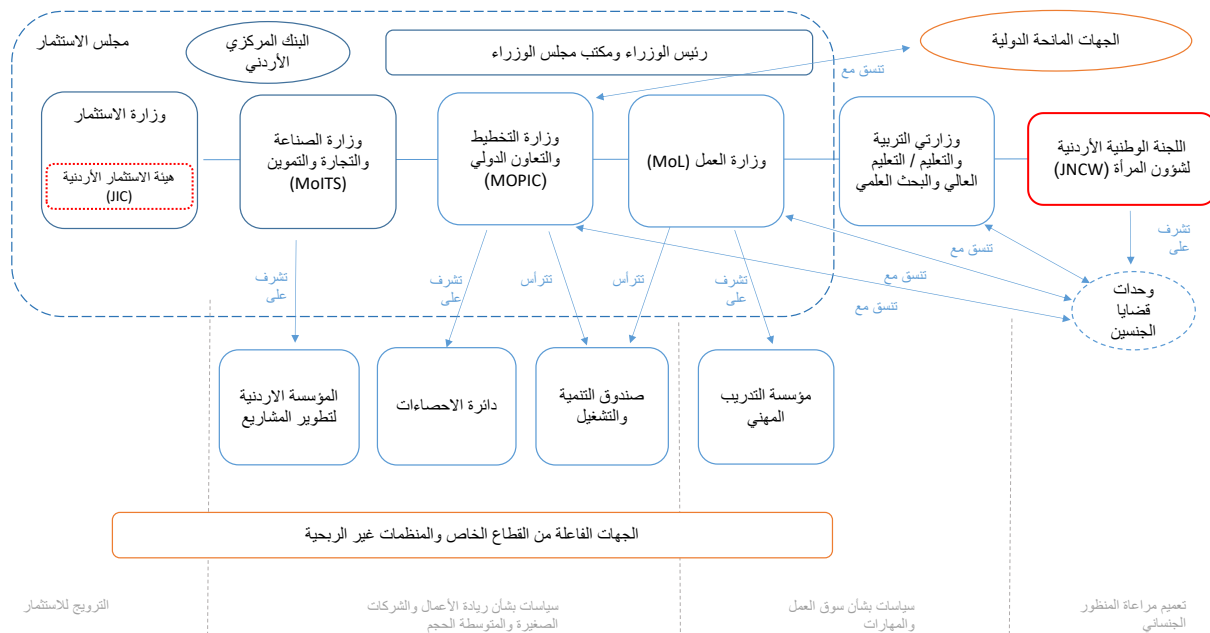 مجلس الاستثمار
البنك المركزي
الأردني
رئيس الوزراء ومكتب مجلس الوزراء
الجهات المانحة الدولية
تنسق مع
اللجنة الوطنية الأردنية
لشؤون المرأة (JNCW)
وزارتي التربية
والتعليم / التعليم
العالي والبحث العلمي
وزارة العمل (MoL)
وزارة التخطيط
والتعاون الدولي
(MOPIC)
وزارة الصناعة
والتجارة والتموين
(MoITS)
وزارة الاستثمار
هيئة الاستثمار الأردنية
(JIC)
تشرف
على
تنسق مع
تنسق مع
تنسق مع
تشرف
على
تترأس
تترأس
تشرف
على
تشرف
على
وحدات
قضايا
الجنسين
مؤسسة التدريب
المهني
صندوق التنمية
والتشغيل
دائرة الاحصاءات
المؤسسة الاردنية
لتطوير المشاريع
الجهات الفاعلة من القطاع الخاص والمنظمات غير الربحية
تعميم مراعاة المنظور
الجنساني
سياسات بشأن سوق العمل
والمهارات
سياسات بشأن ريادة الأعمال والشركات
الصغيرة والمتوسطة الحجم
الترويج للاستثمار